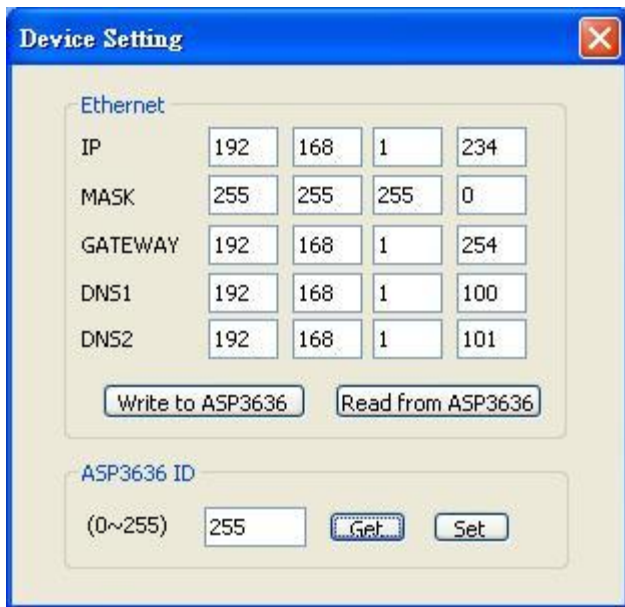 Device Setting
Ethernet
IP 192 168 1 234
MASK 255 255 255 0
GATEWAY 192 168 1 254
DNS1 192 168 1 100
DNS2 192 168 1 101
Write to ASP3636 Read from ASP3636
ASP3636 ID
(0~255) 255 Get Set